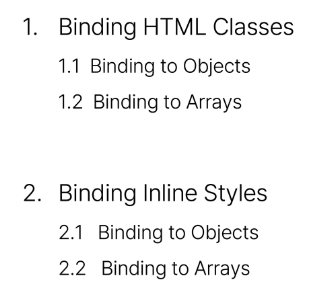 1. Binding HTML Classes
1.1 Binding to Objects
1.2 Binding to Arrays
2. Binding Inline Styles
2.1 Binding to Objects
2.2 Binding to Arrays